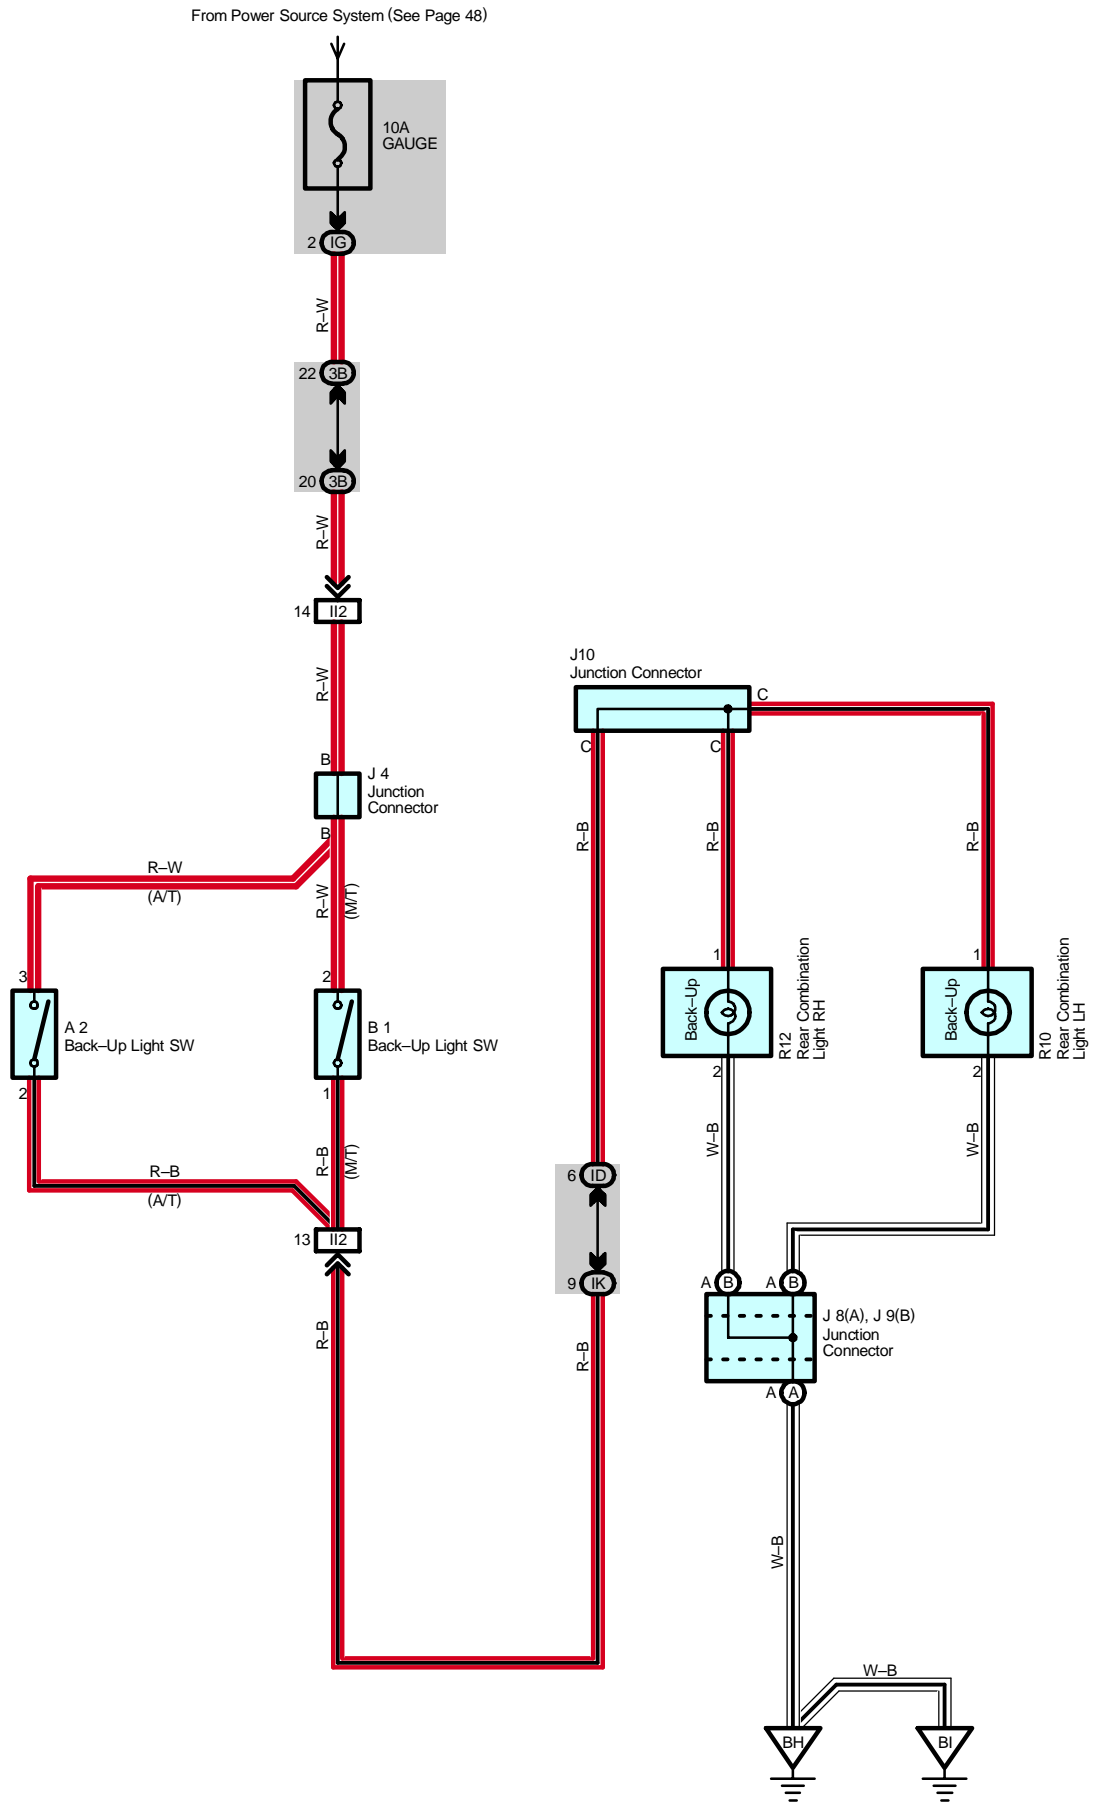 From Power Source System (See Page 48)
10A
GAUGE
2 IG
R–W
22 3B
20 3B
R–W
14 II2
R–W
B
J 4
Junction
Connector
B
R–W
(A/T)
R–W
(M/T)
3
2
A 2
Back–Up Light SW
B 1
Back–Up Light SW
2
1
R–B
(A/T)
R–B
(M/T)
13 II2
R–B
J10
Junction Connector
C
C
C
R–B
R–B
R–B
1
1
Back–Up
R12
Rear Combination
Light RH
Back–Up
R10
Rear Combination
Light LH
2
2
W–B
W–B
6 ID
9 IK
R–B
A B
A B
J 8(A), J 9(B)
Junction
Connector
A A
W–B
W–B
BH
BI